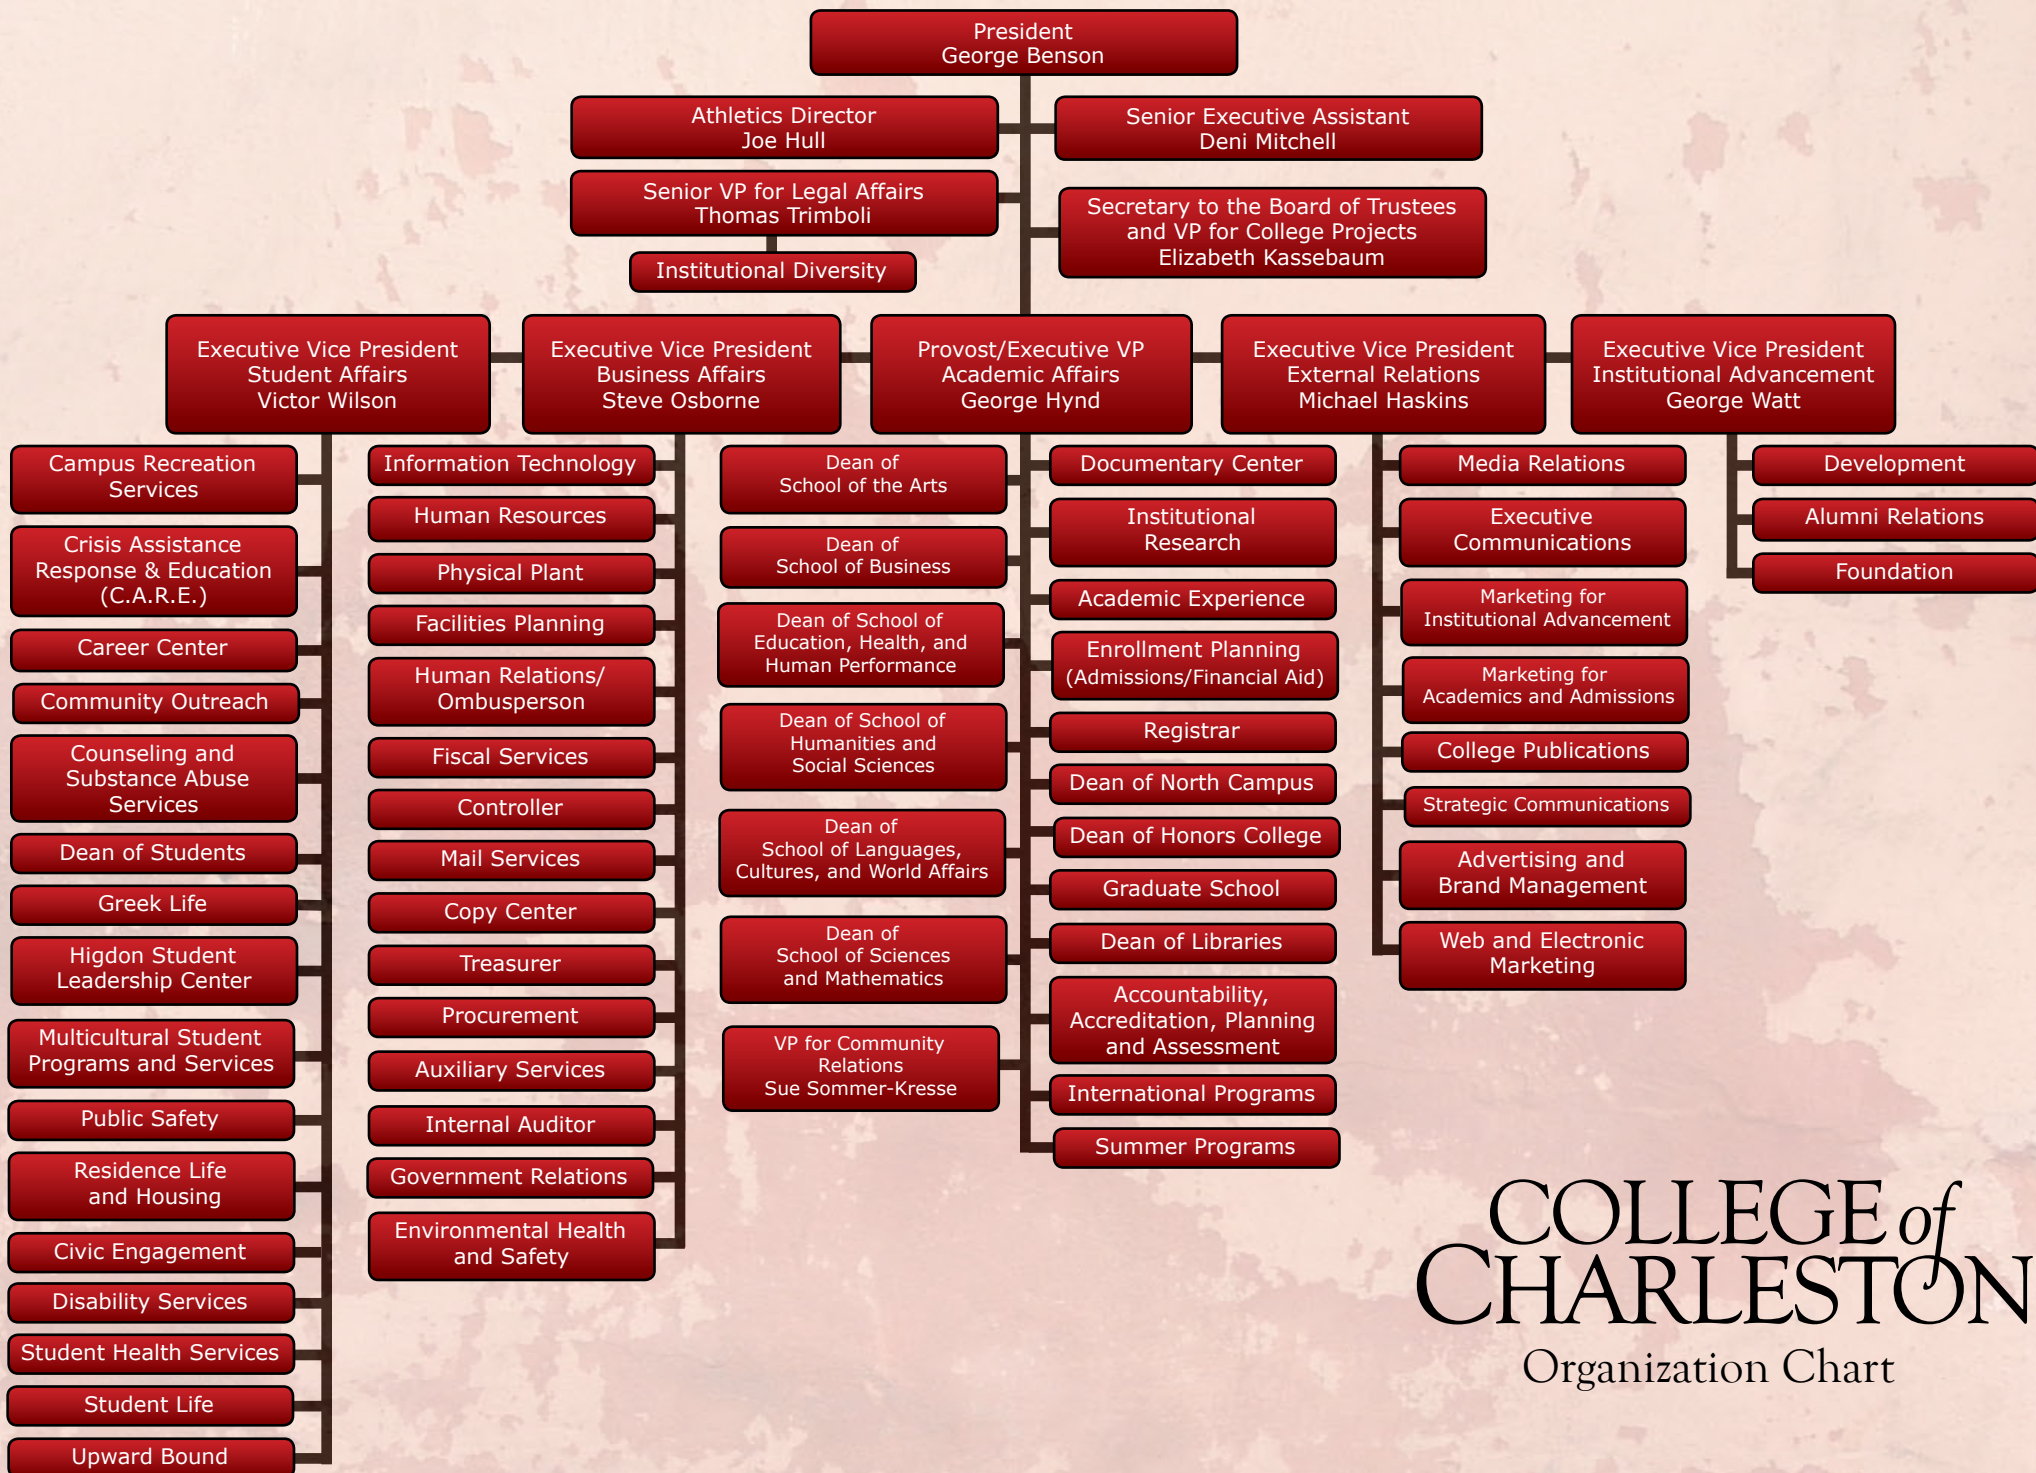 President
George Benson
Athletics Director
Joe Hull
Senior Executive Assistant
Deni Mitchell
Senior VP for Legal Affairs
Thomas Trimboli
Secretary to the Board of Trustees
and VP for College Projects
Elizabeth Kassebaum
Institutional Diversity
Executive Vice President
Student Affairs
Victor Wilson
Executive Vice President
Business Affairs
Steve Osborne
Provost/Executive VP
Academic Affairs
George Hynd
Executive Vice President
External Relations
Michael Haskins
Executive Vice President
Institutional Advancement
George Watt
Campus Recreation
Services
Crisis Assistance
Response & Education
(C.A.R.E.)
Career Center
Community Outreach
Counseling and
Substance Abuse
Services
Dean of Students
Greek Life
Higdon Student
Leadership Center
Multicultural Student
Programs and Services
Public Safety
Residence Life
and Housing
Civic Engagement
Disability Services
Student Health Services
Student Life
Upward Bound
Information Technology
Human Resources
Physical Plant
Facilities Planning
Human Relations/
Ombusperson
Fiscal Services
Controller
Mail Services
Copy Center
Treasurer
Procurement
Auxiliary Services
Internal Auditor
Government Relations
Environmental Health
and Safety
Dean of
School of the Arts
Dean of
School of Business
Dean of School of
Education, Health, and
Human Performance
Dean of School of
Humanities and
Social Sciences
Dean of
School of Languages,
Cultures, and World Affairs
Dean of
School of Sciences
and Mathematics
VP for Community
Relations
Sue Sommer-Kresse
Documentary Center
Institutional
Research
Academic Experience
Enrollment Planning
(Admissions/Financial Aid)
Registrar
Dean of North Campus
Dean of Honors College
Graduate School
Dean of Libraries
Accountability,
Accreditation, Planning
and Assessment
International Programs
Summer Programs
Media Relations
Executive
Communications
Marketing for
Institutional Advancement
Marketing for
Academics and Admissions
College Publications
Strategic Communications
Advertising and
Brand Management
Web and Electronic
Marketing
Development
Alumni Relations
Foundation
COLLEGE of
CHARLESTON
Organization Chart